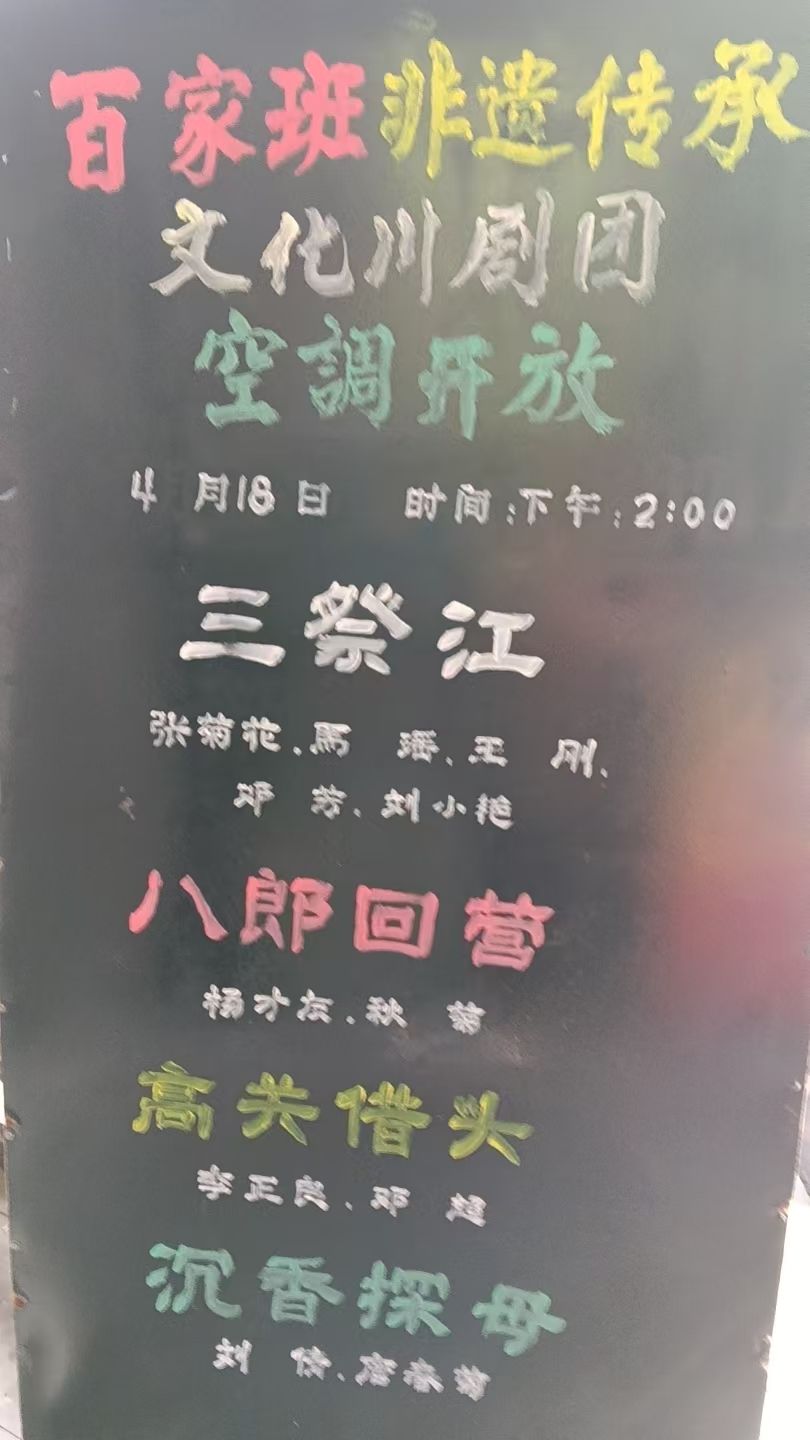 百家班非遗传承
文化川剧团
空調开放
4月18日 时间:下午:2:00
三祭江
张菊花、馬 瑶、王 刚、
邓 芳、刘小艳
八郎回营
杨才友、秋 菊
高关借头
李正良、邓 超
沉香探母
刘 倩、唐春菊